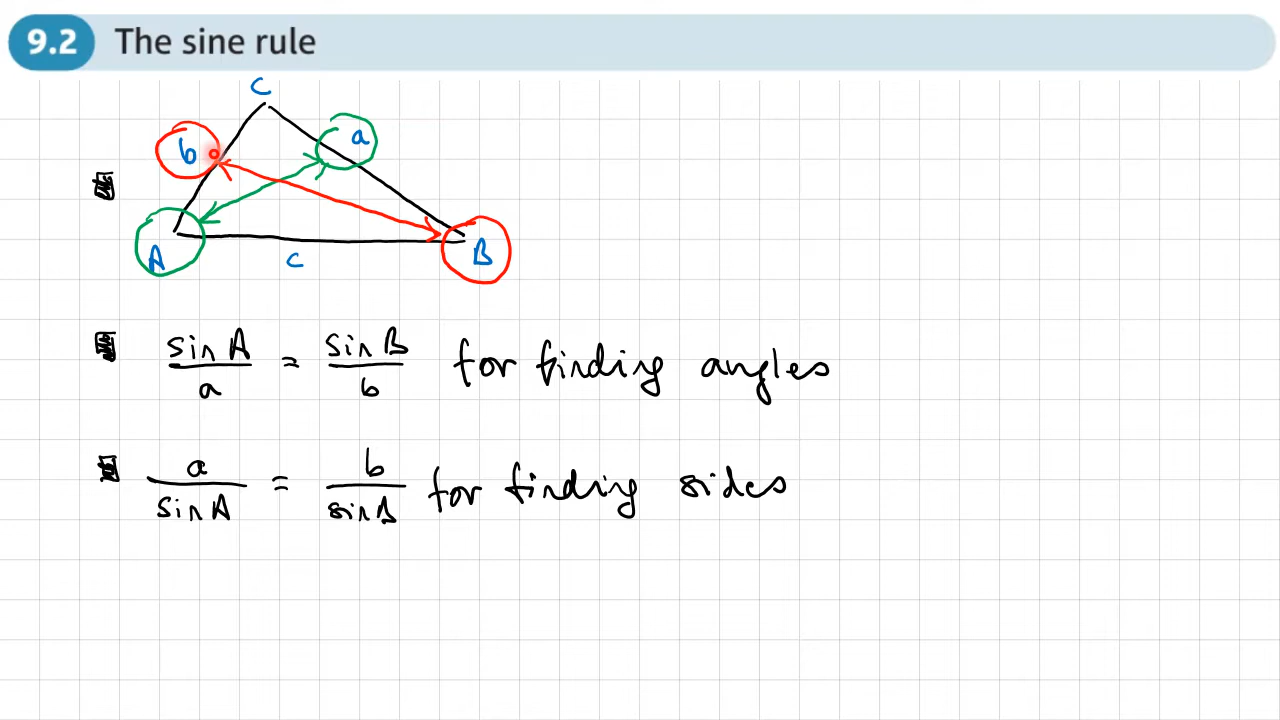 9.2 The sine rule
C
b a
A B
c
sin A / a = sin B / b for finding angles
a / sin A = b / sin B for finding sides